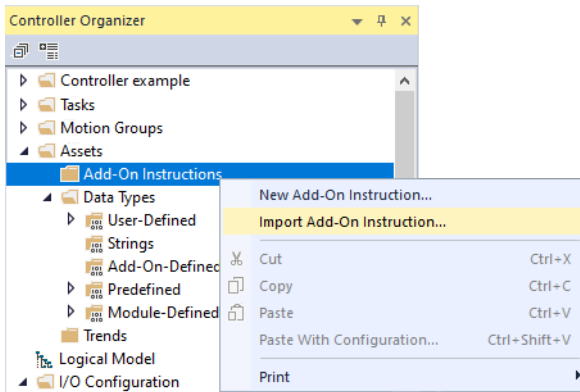 Controller Organizer
Controller example
Tasks
Motion Groups
Assets
Add-On Instructions
Data Types
User-Defined
Strings
Add-On-Defined
Predefined
Module-Defined
Trends
Logical Model
I/O Configuration
New Add-On Instruction...
Import Add-On Instruction...
Cut Ctrl+X
Copy Ctrl+C
Paste Ctrl+V
Paste With Configuration... Ctrl+Shift+V
Print